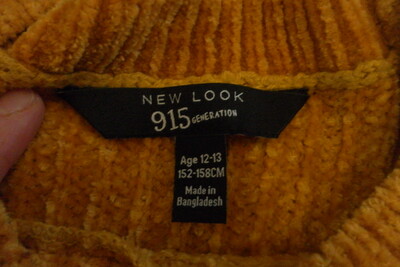 NEW LOOK
915 GENERATION
Age 12-13
152-158CM
Made in
Bangladesh